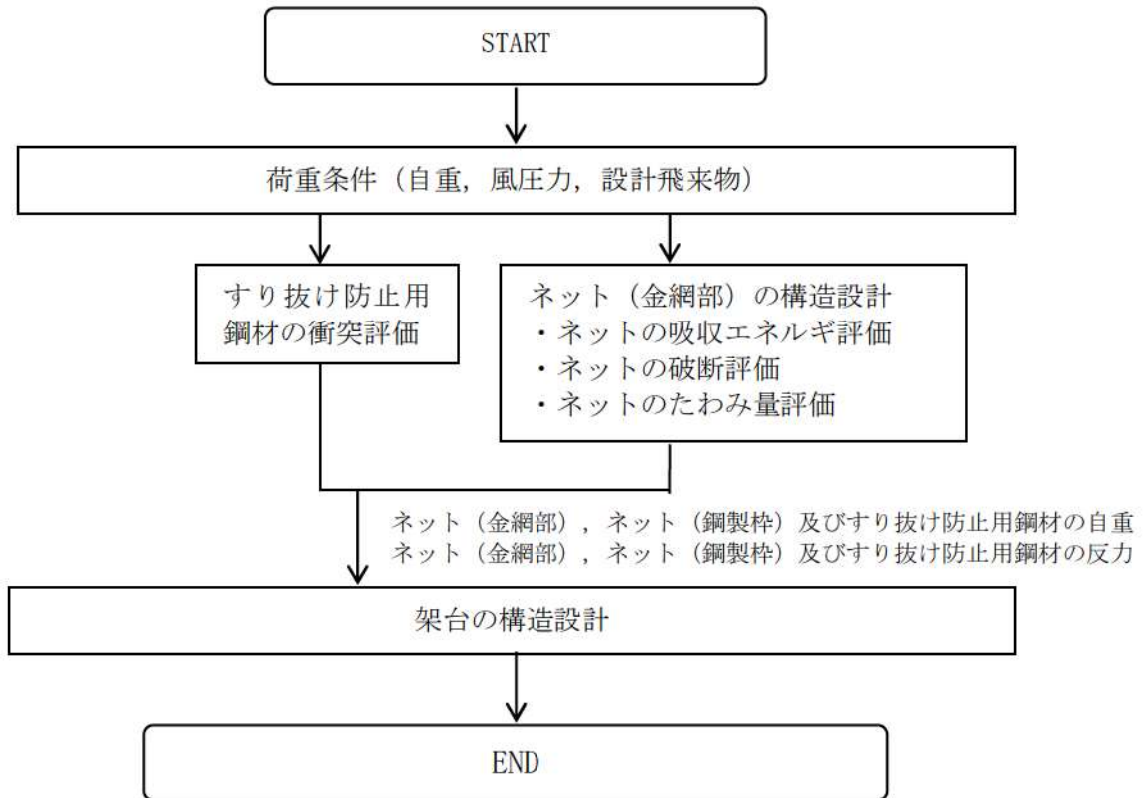 START
荷重条件（自重，風圧力，設計飛来物）
すり抜け防止用
鋼材の衝突評価
ネット（金網部）の構造設計
・ネットの吸収エネルギ評価
・ネットの破断評価
・ネットのたわみ量評価
ネット（金網部），ネット（鋼製枠）及びすり抜け防止用鋼材の自重
ネット（金網部），ネット（鋼製枠）及びすり抜け防止用鋼材の反力
架台の構造設計
END